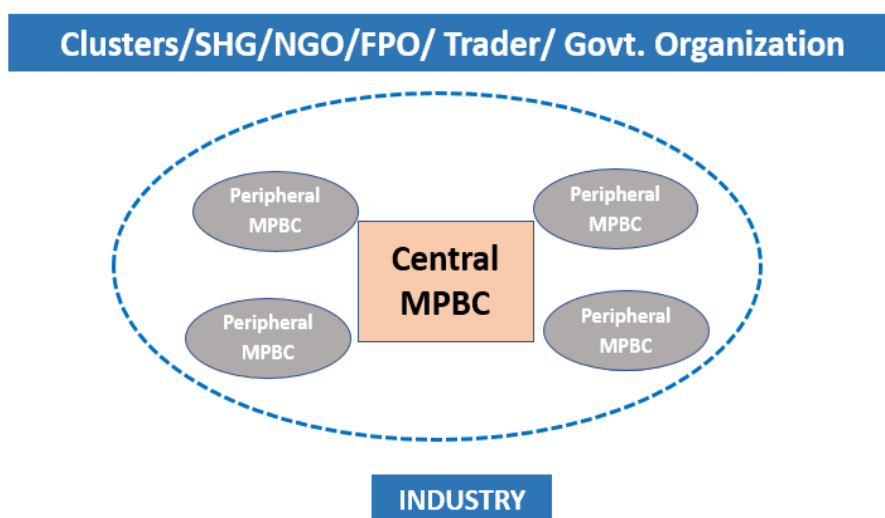 Clusters/SHG/NGO/FPO/ Trader/ Govt. Organization
Peripheral
MPBC
Peripheral
MPBC
Central
MPBC
Peripheral
MPBC
Peripheral
MPBC
INDUSTRY